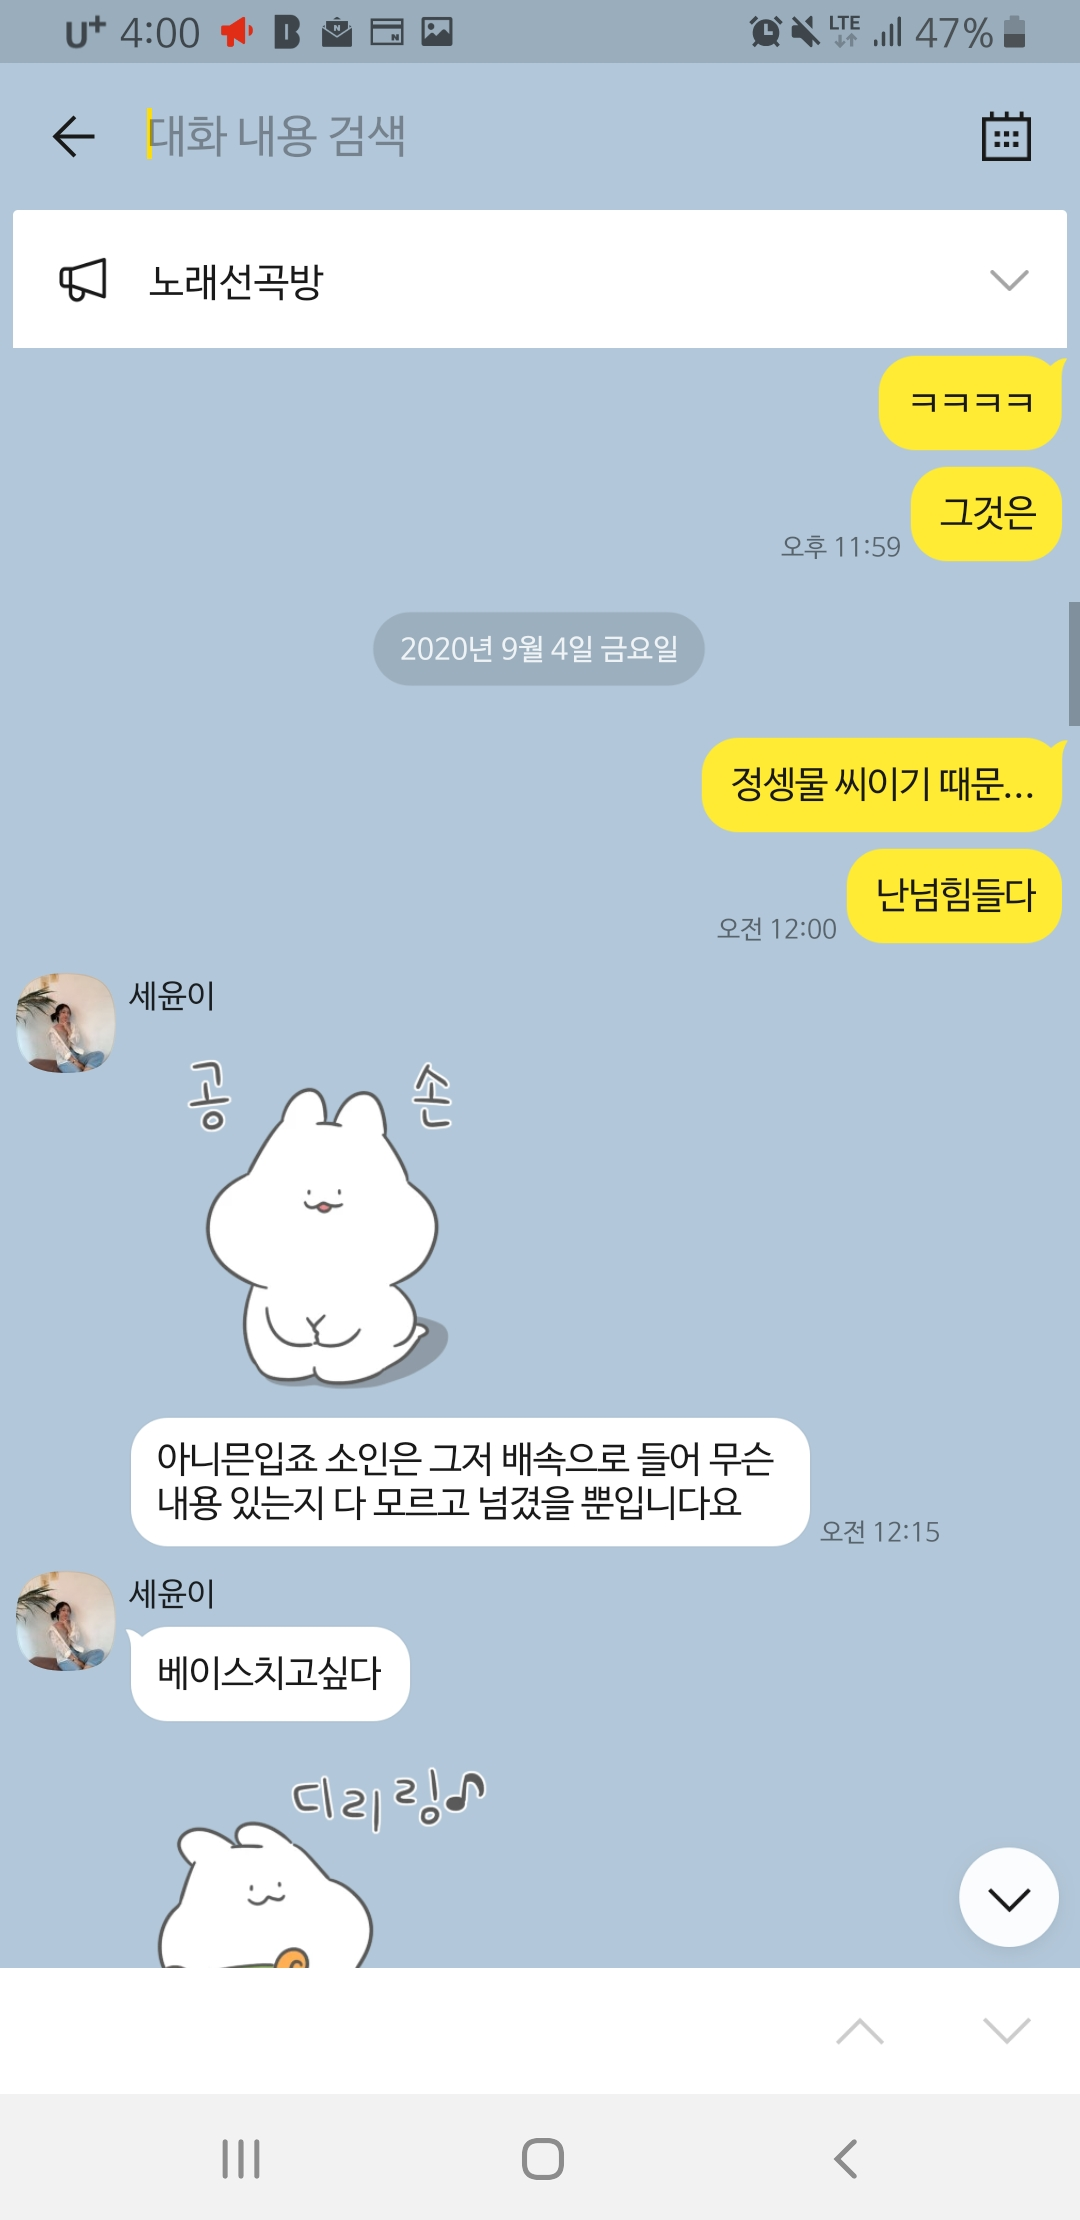 U+ 4:00 B N N LTE 47%
대화 내용 검색
노래선곡방
ㅋㅋㅋㅋ
그것은
오후 11:59
2020년 9월 4일 금요일
정셍물 씨이기 때문...
난넘힘들다
오전 12:00
세윤이
공 손
아니믄입죠 소인은 그저 배속으로 들어 무슨
내용 있는지 다 모르고 넘겼을 뿐입니다요
오전 12:15
세윤이
베이스치고싶다
디리링♪